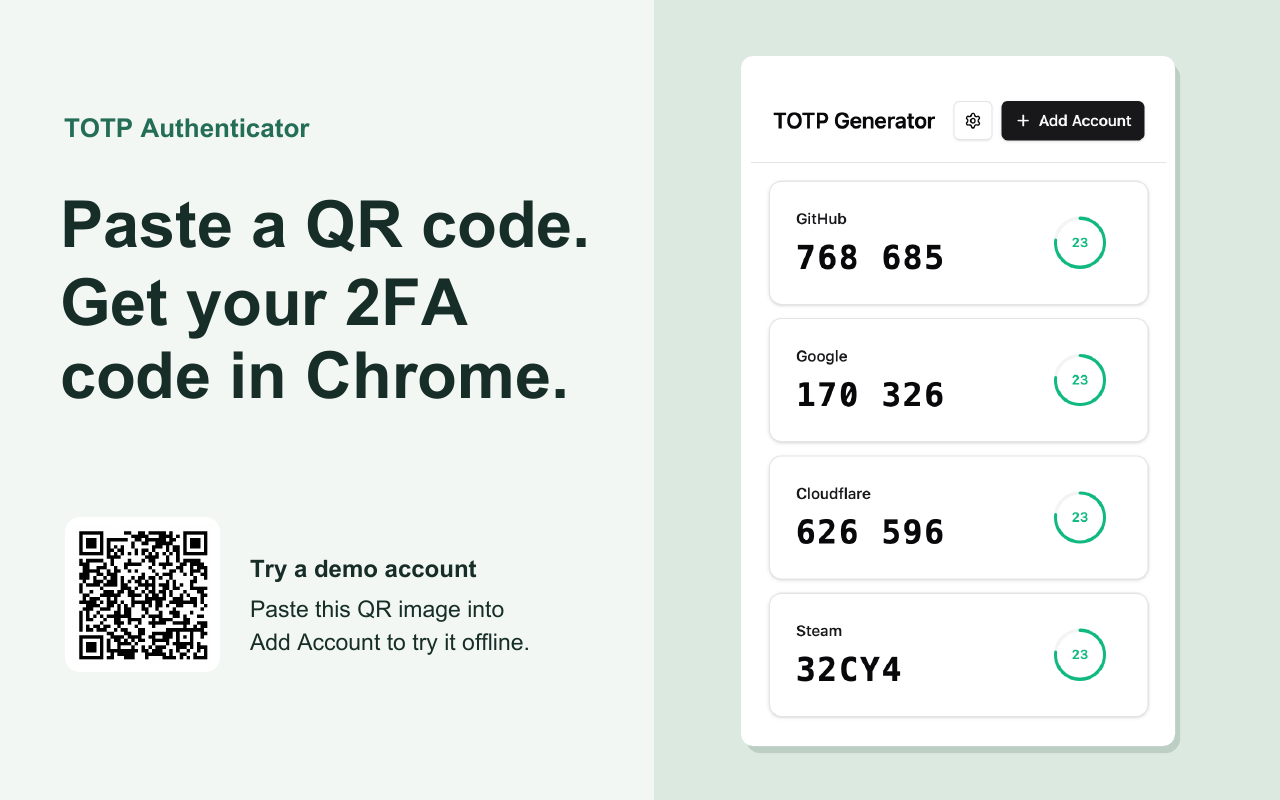 TOTP Authenticator
Paste a QR code.
Get your 2FA
code in Chrome.
Try a demo account
Paste this QR image into
Add Account to try it offline.
TOTP Generator
+ Add Account
GitHub
768 685
23
Google
170 326
23
Cloudflare
626 596
23
Steam
32CY4
23